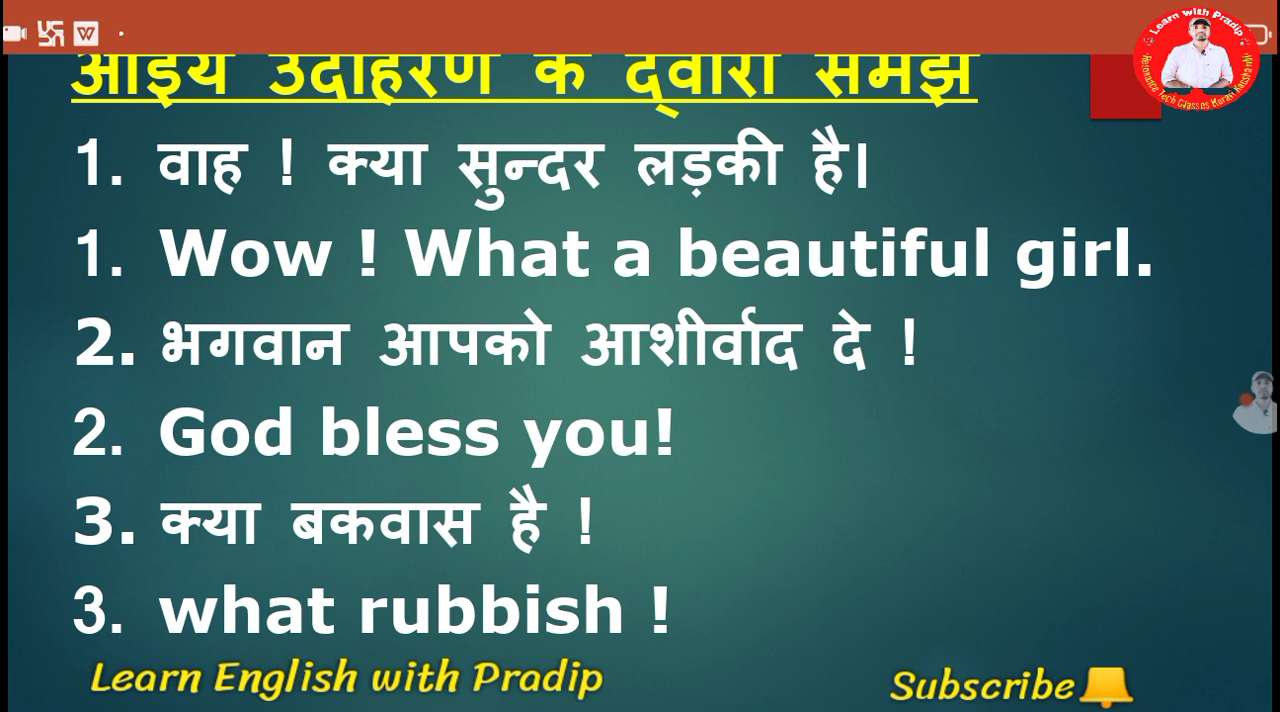 आइये उदाहरण के द्वारा समझे
1. वाह ! क्या सुन्दर लड़की है।
1. Wow ! What a beautiful girl.
2. भगवान आपको आशीर्वाद दे !
2. God bless you!
3. क्या बकवास है !
3. what rubbish !
Learn English with Pradip
Subscribe
Learn with Pradip